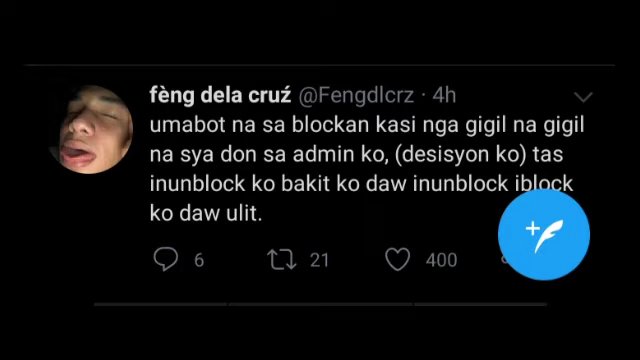 fèng dela cruź @Fengdlcrz · 4h
umabot na sa blockan kasi nga gigil na gigil
na sya don sa admin ko, (desisyon ko) tas
inunblock ko bakit ko daw inunblock iblock
ko daw ulit.
6 21 400